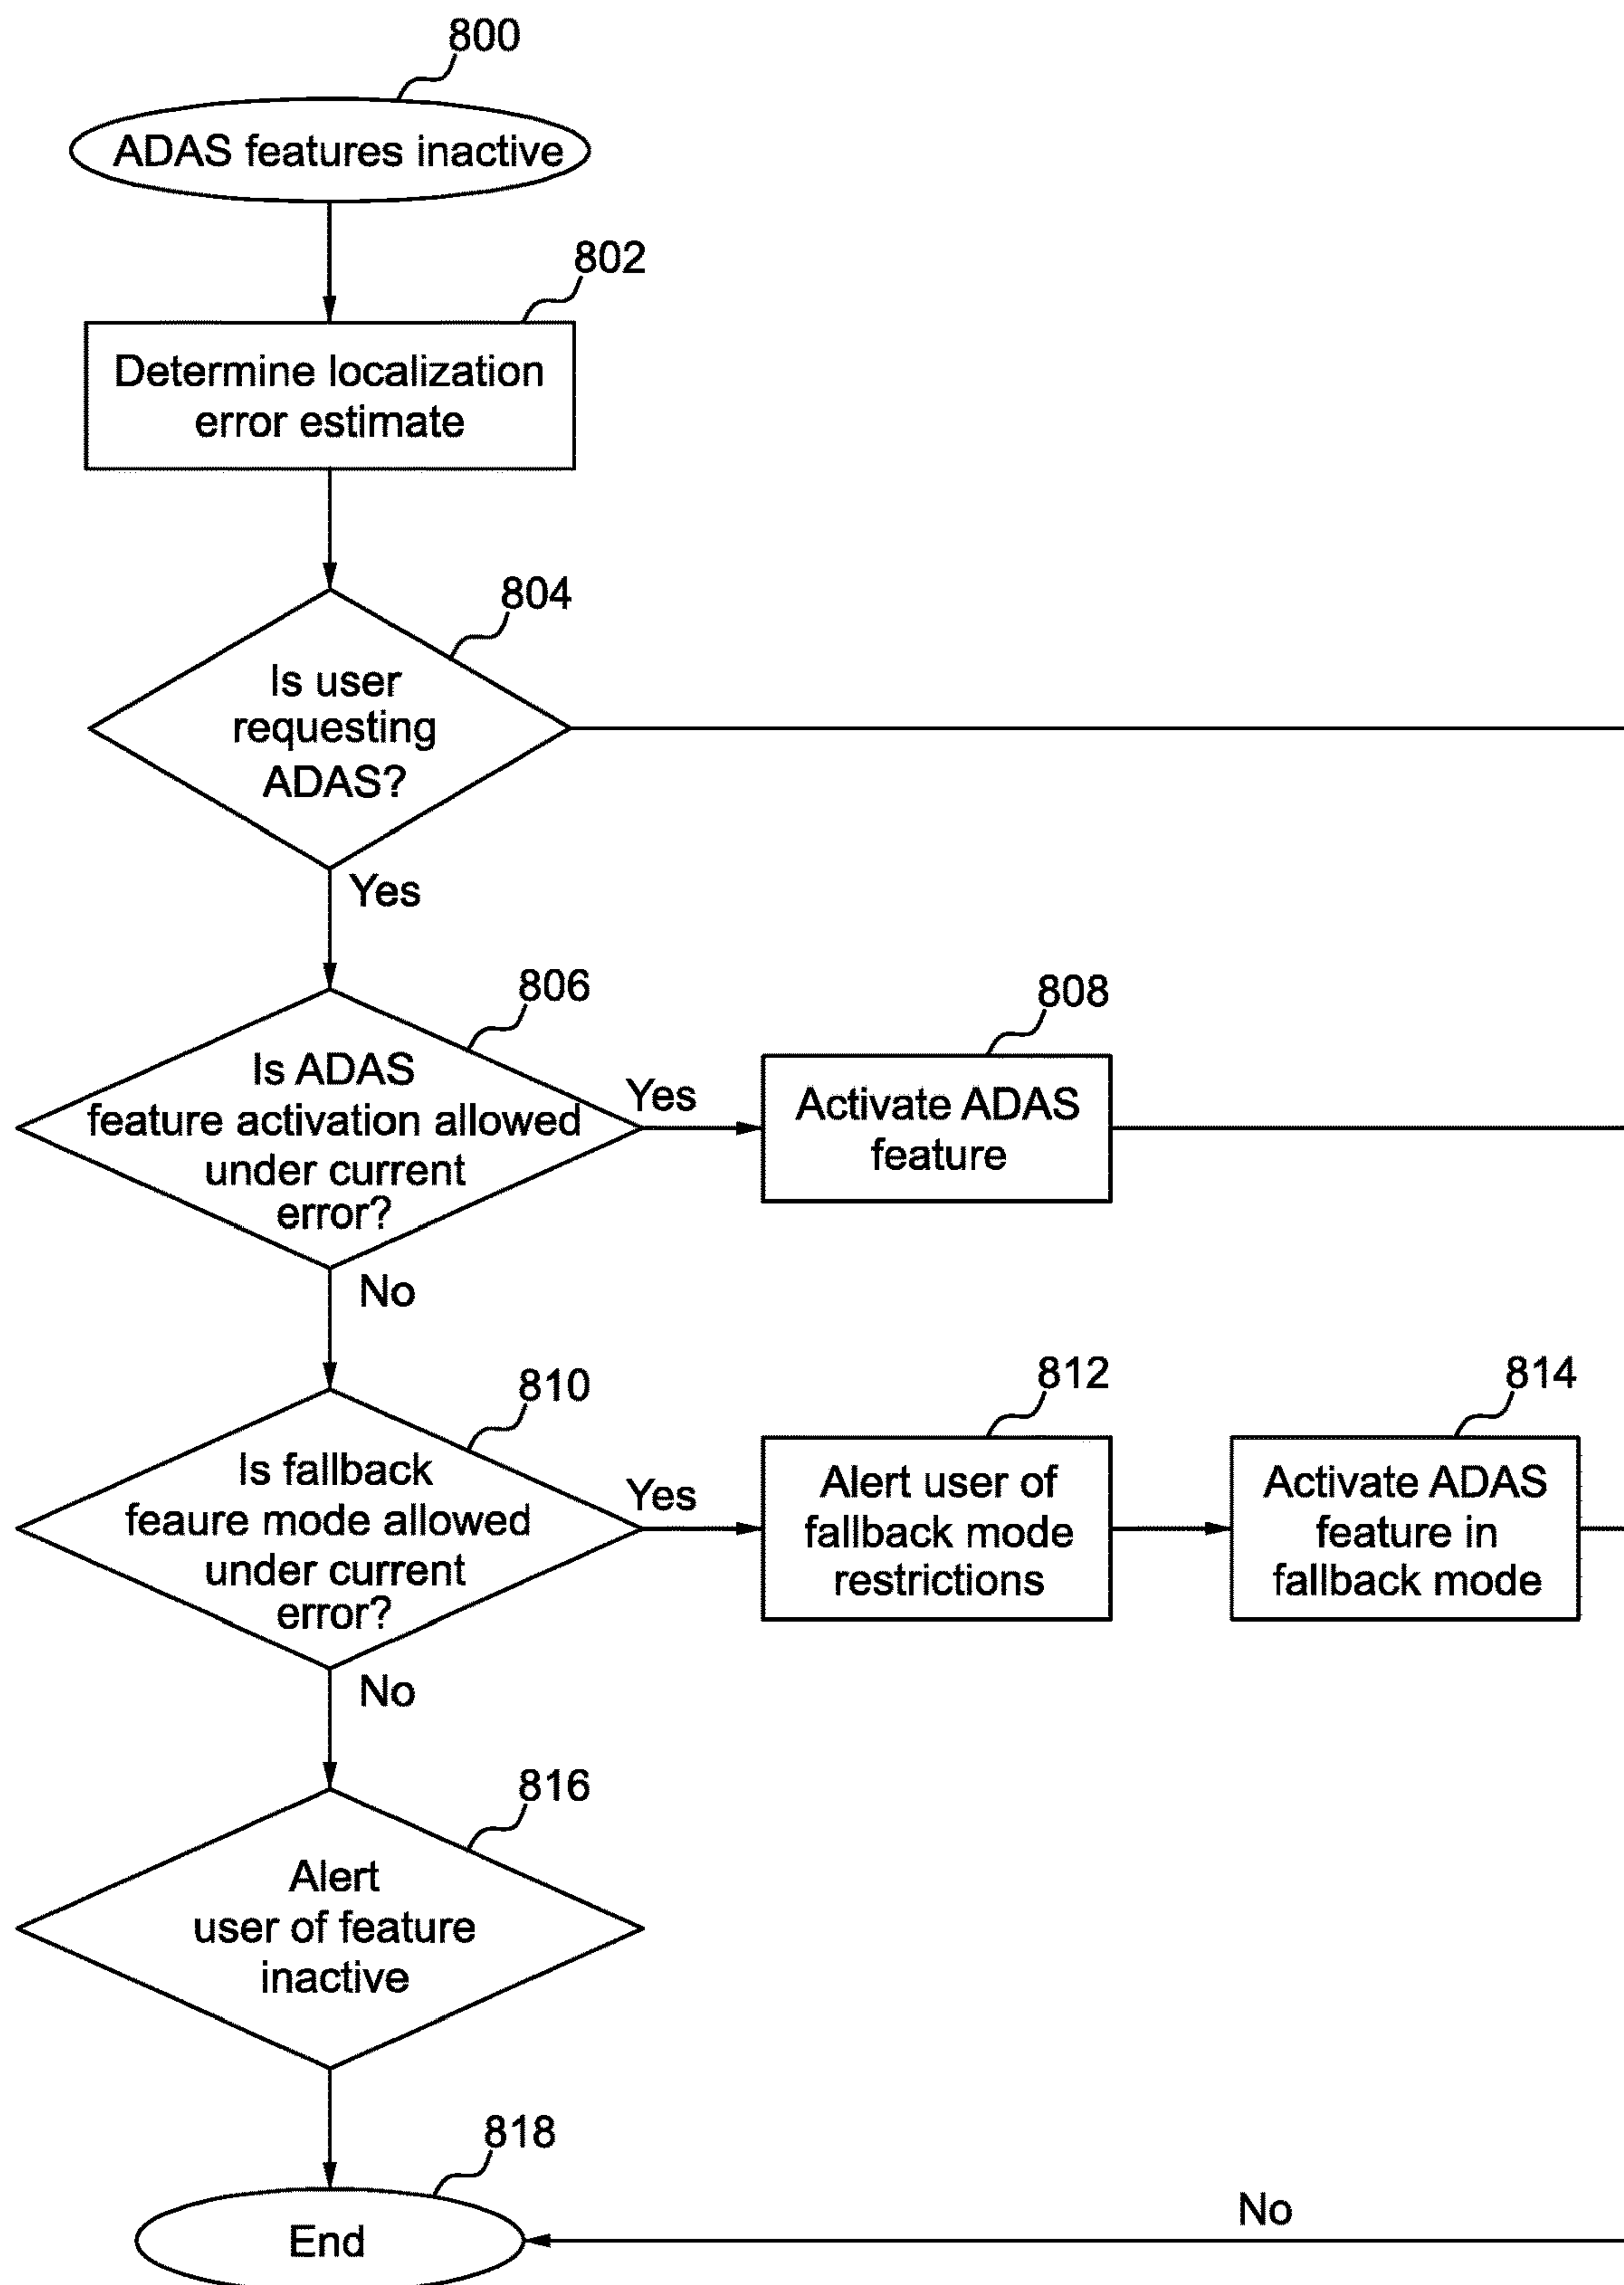 800
ADAS features inactive
802
Determine localization
error estimate
804
Is user
requesting
ADAS?
Yes
806
Is ADAS
feature activation allowed
under current
error?
Yes
808
Activate ADAS
feature
No
810
Is fallback
feaure mode allowed
under current
error?
Yes
812
Alert user of
fallback mode
restrictions
814
Activate ADAS
feature in
fallback mode
No
816
Alert
user of feature
inactive
818
End
No